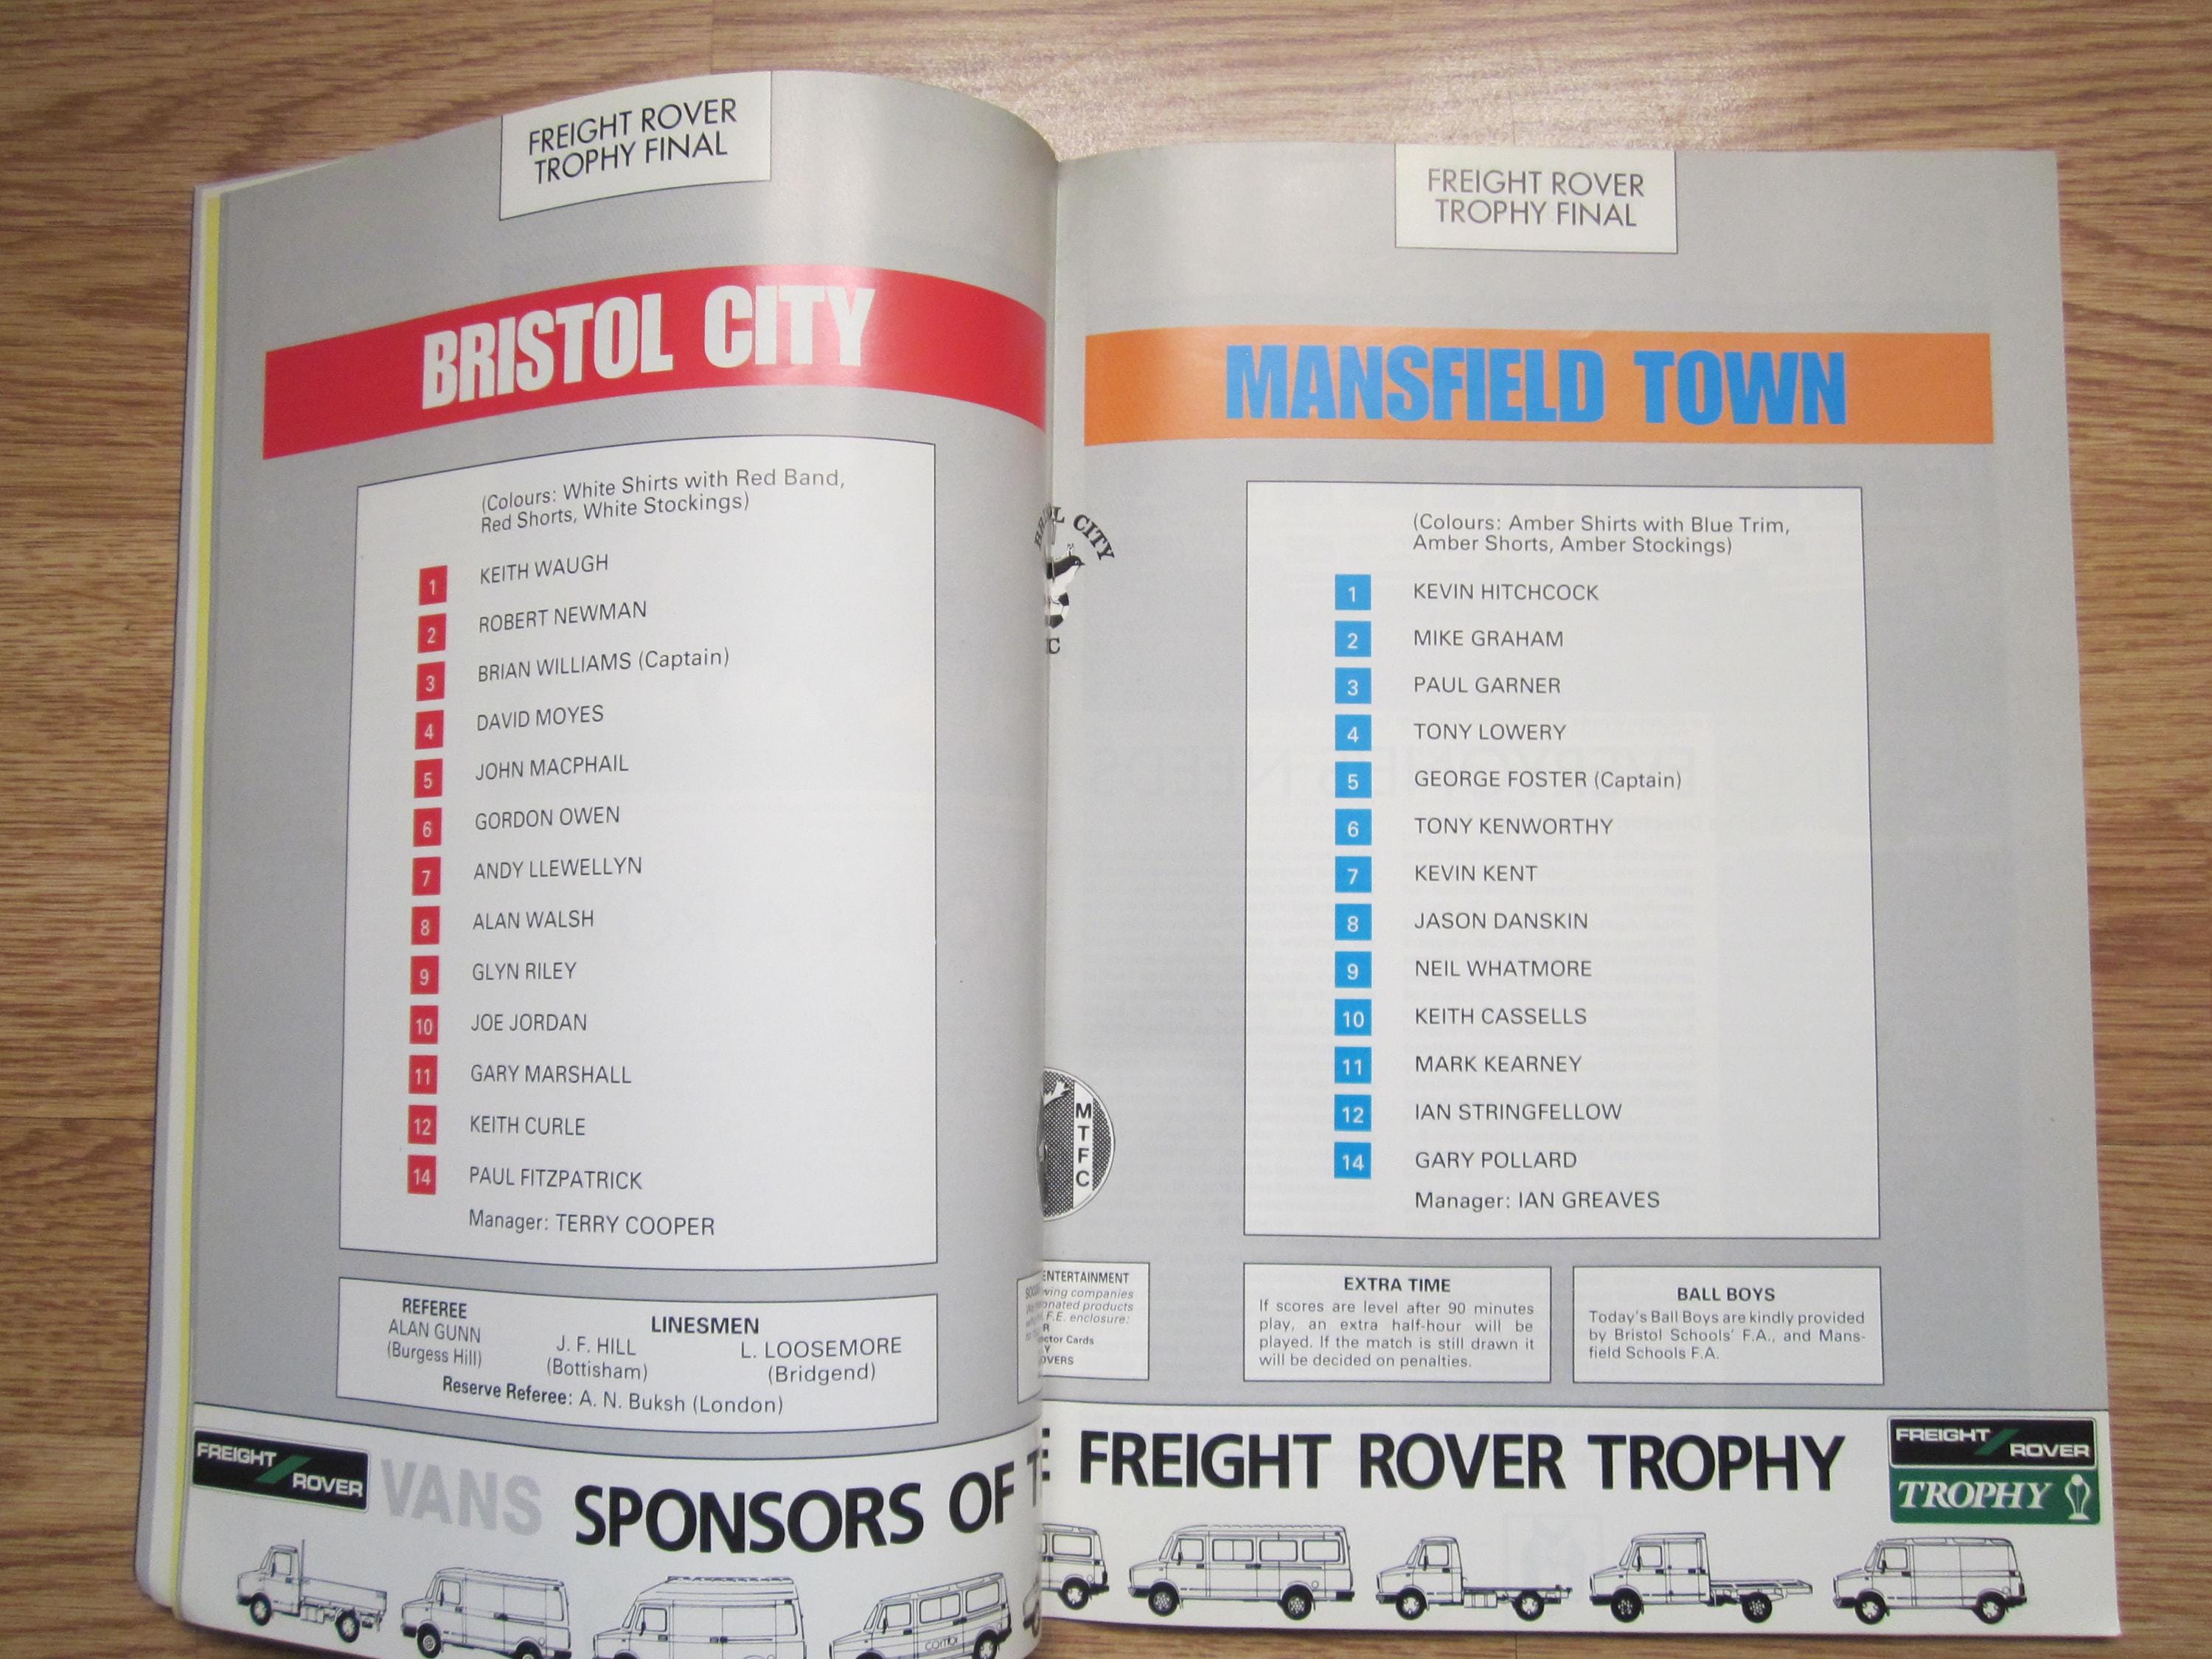 FREIGHT ROVER
TROPHY FINAL
BRISTOL CITY
(Colours: White Shirts with Red Band,
Red Shorts, White Stockings)
1 KEITH WAUGH
2 ROBERT NEWMAN
3 BRIAN WILLIAMS (Captain)
4 DAVID MOYES
5 JOHN MACPHAIL
6 GORDON OWEN
7 ANDY LLEWELLYN
8 ALAN WALSH
9 GLYN RILEY
10 JOE JORDAN
11 GARY MARSHALL
12 KEITH CURLE
14 PAUL FITZPATRICK
Manager: TERRY COOPER
REFEREE
ALAN GUNN
(Burgess Hill)
LINESMEN
J. F. HILL
(Bottisham)
L. LOOSEMORE
(Bridgend)
Reserve Referee: A. N. Buksh (London)
FREIGHT ROVER
VANS SPONSORS OF
FREIGHT ROVER
TROPHY FINAL
MANSFIELD TOWN
CITY
MTFC
(Colours: Amber Shirts with Blue Trim,
Amber Shorts, Amber Stockings)
1 KEVIN HITCHCOCK
2 MIKE GRAHAM
3 PAUL GARNER
4 TONY LOWERY
5 GEORGE FOSTER (Captain)
6 TONY KENWORTHY
7 KEVIN KENT
8 JASON DANSKIN
9 NEIL WHATMORE
10 KEITH CASSELLS
11 MARK KEARNEY
12 IAN STRINGFELLOW
14 GARY POLLARD
Manager: IAN GREAVES
ENTERTAINMENT
companies
products
F.E. enclosure:
Cards
EXTRA TIME
If scores are level after 90 minutes
play, an extra half-hour will be
played. If the match is still drawn it
will be decided on penalties.
BALL BOYS
Today's Ball Boys are kindly provided
by Bristol Schools' F.A., and Mans-
field Schools F.A.
FREIGHT ROVER TROPHY
FREIGHT ROVER
TROPHY